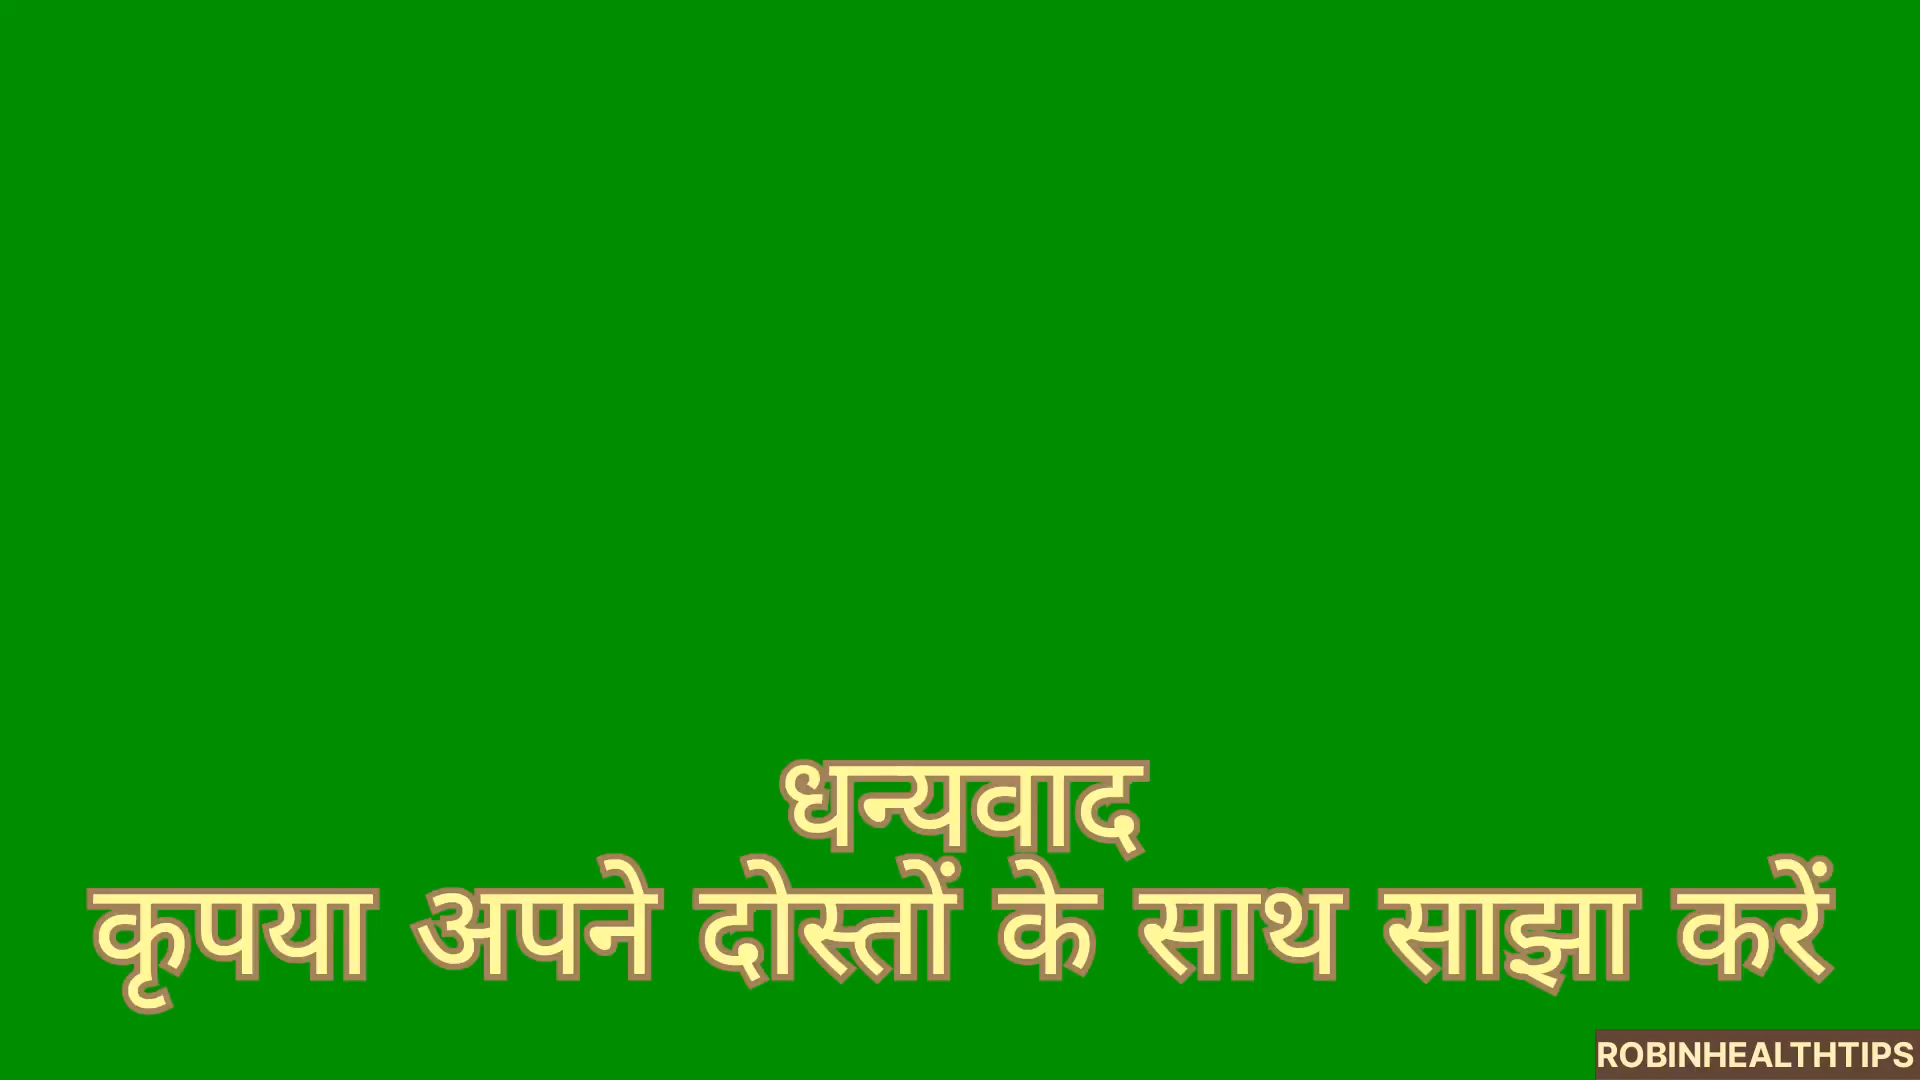 धन्यवाद
कृपया अपने दोस्तों के साथ साझा करें
ROBINHEALTHTIPS